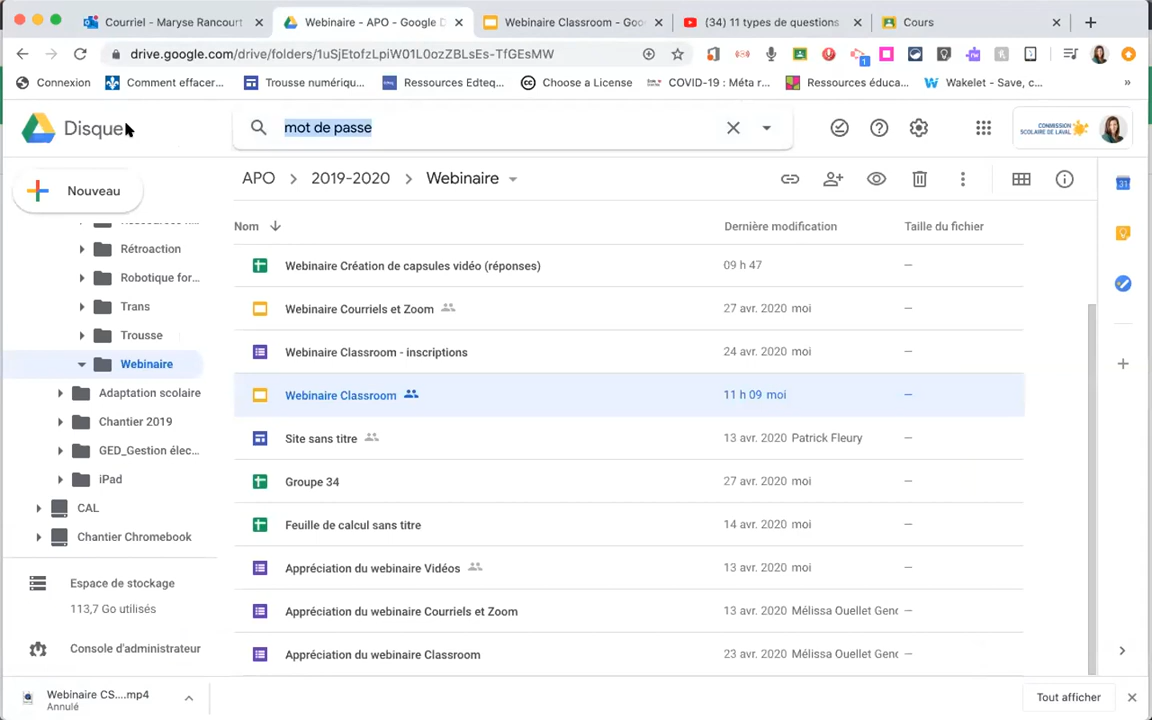 Courriel - Maryse Rancourt
Webinaire - APO - Google D
Webinaire Classroom - Goo
(34) 11 types de questions
Cours
drive.google.com/drive/folders/1uSjEtofzLpiW01L0ozZBLsEs-TfGEsMW
Connexion
Comment effacer...
Trousse numériqu...
Ressources Edteq...
Choose a License
COVID-19 : Méta r...
Ressources éduca...
Wakelet - Save, c...
»
Disque
mot de passe
COMMISSION
SCOLAIRE DE LAVAL
Nouveau
APO > 2019-2020 > Webinaire
Nom
Dernière modification
Taille du fichier
Rétroaction
Robotique for...
Trans
Trousse
Webinaire
Adaptation scolaire
Chantier 2019
GED_Gestion élec...
iPad
CAL
Chantier Chromebook
Espace de stockage
113,7 Go utilisés
Console d'administrateur
Webinaire Création de capsules vidéo (réponses) 09 h 47 –
Webinaire Courriels et Zoom 27 avr. 2020 moi –
Webinaire Classroom - inscriptions 24 avr. 2020 moi –
Webinaire Classroom 11 h 09 moi –
Site sans titre 13 avr. 2020 Patrick Fleury –
Groupe 34 27 avr. 2020 moi –
Feuille de calcul sans titre 14 avr. 2020 moi –
Appréciation du webinaire Vidéos 27 avr. 2020 moi –
Appréciation du webinaire Courriels et Zoom 13 avr. 2020 Mélissa Ouellet Genc –
Appréciation du webinaire Classroom 23 avr. 2020 Mélissa Ouellet Genc –
Webinaire CS....mp4
Annulé
Tout afficher